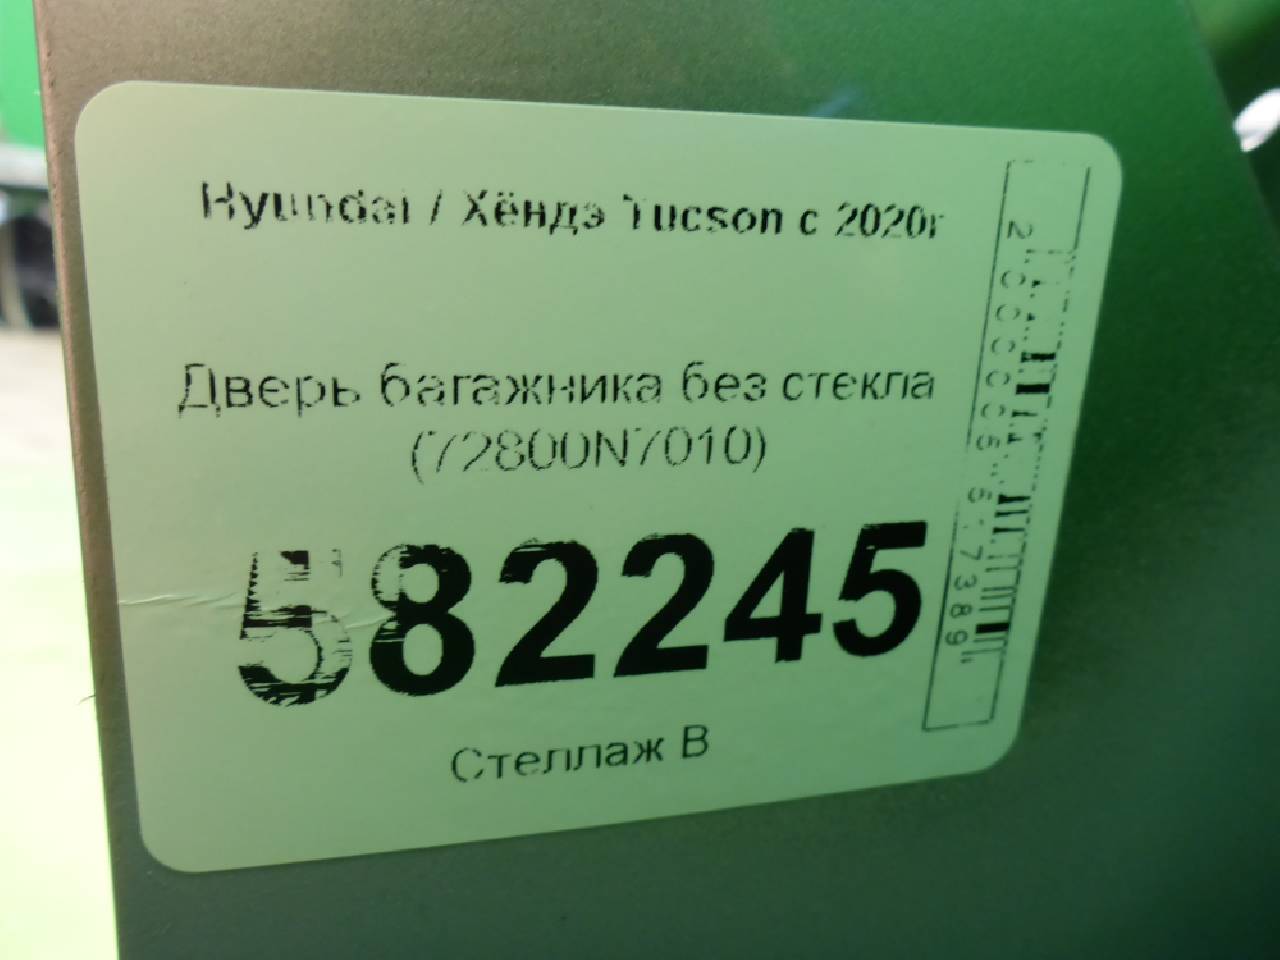 Hyundai / Хёндэ Tucson с 2020г
Дверь багажника без стекла
(72800N7010)
582245
Стеллаж В